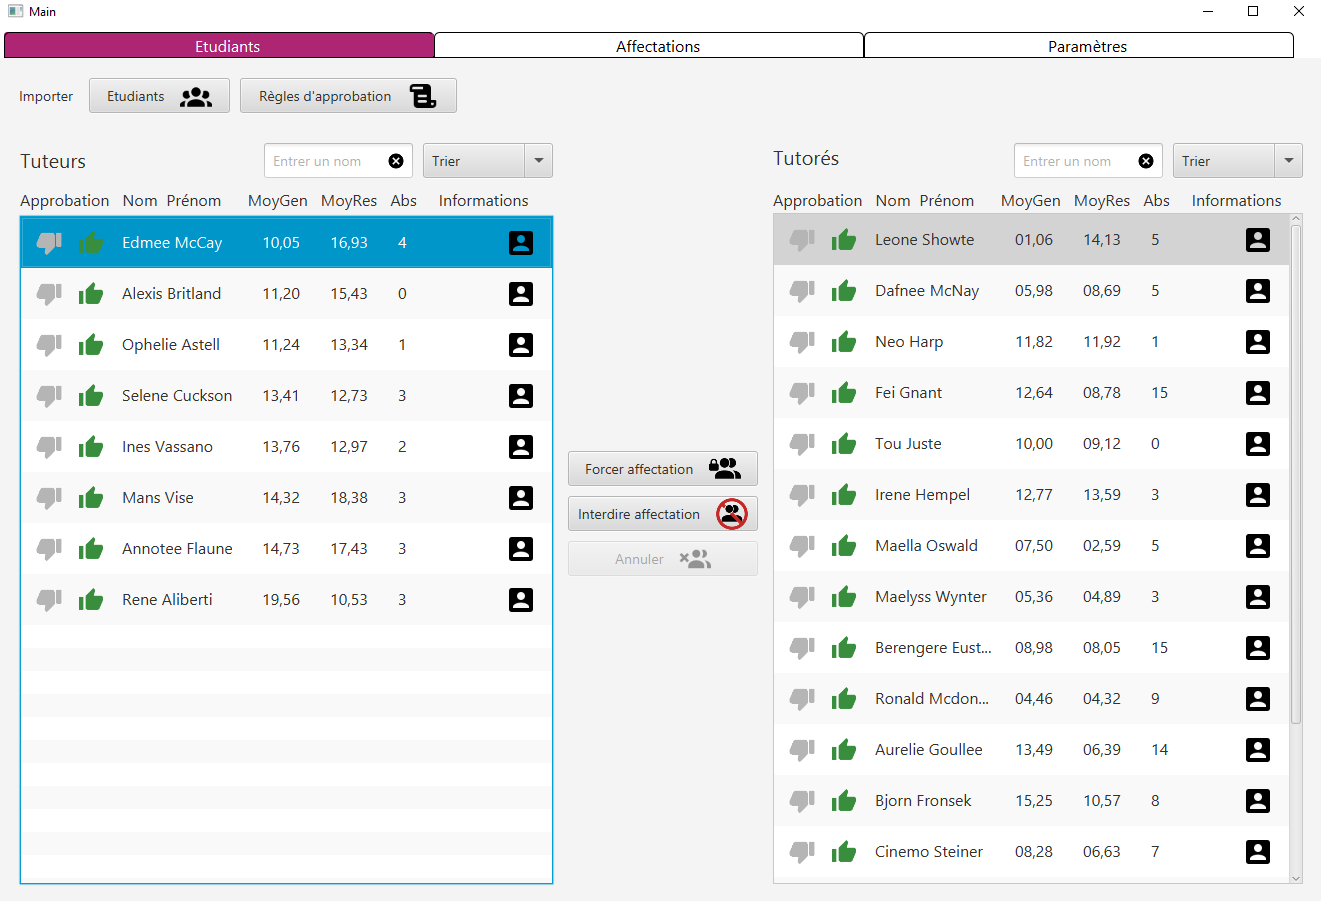 Main
Etudiants Affectations Paramètres
Importer Etudiants Règles d'approbation
Tuteurs Entrer un nom Trier
Approbation Nom Prénom MoyGen MoyRes Abs Informations
Edmee McCay 10,05 16,93 4
Alexis Britland 11,20 15,43 0
Ophelie Astell 11,24 13,34 1
Selene Cuckson 13,41 12,73 3
Ines Vassano 13,76 12,97 2
Mans Vise 14,32 18,38 3
Annotee Flaune 14,73 17,43 3
Rene Aliberti 19,56 10,53 3
Forcer affectation
Interdire affectation
Annuler
Tutorés Entrer un nom Trier
Approbation Nom Prénom MoyGen MoyRes Abs Informations
Leone Showte 01,06 14,13 5
Dafnee McNay 05,98 08,69 5
Neo Harp 11,82 11,92 1
Fei Gnant 12,64 08,78 15
Tou Juste 10,00 09,12 0
Irene Hempel 12,77 13,59 3
Maella Oswald 07,50 02,59 5
Maelyss Wynter 05,36 04,89 3
Berengere Eust... 08,98 08,05 15
Ronald Mcdon... 04,46 04,32 9
Aurelie Goullee 13,49 06,39 14
Bjorn Fronsek 15,25 10,57 8
Cinemo Steiner 08,28 06,63 7